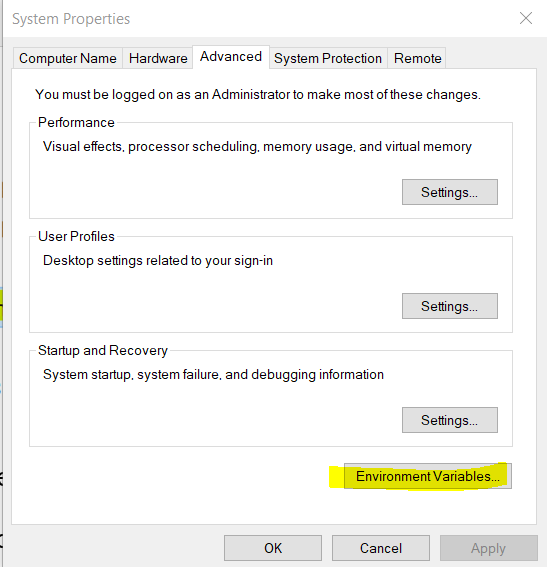 System Properties
Computer Name Hardware Advanced System Protection Remote
You must be logged on as an Administrator to make most of these changes.
Performance
Visual effects, processor scheduling, memory usage, and virtual memory
Settings...
User Profiles
Desktop settings related to your sign-in
Settings...
Startup and Recovery
System startup, system failure, and debugging information
Settings...
Environment Variables...
OK Cancel Apply